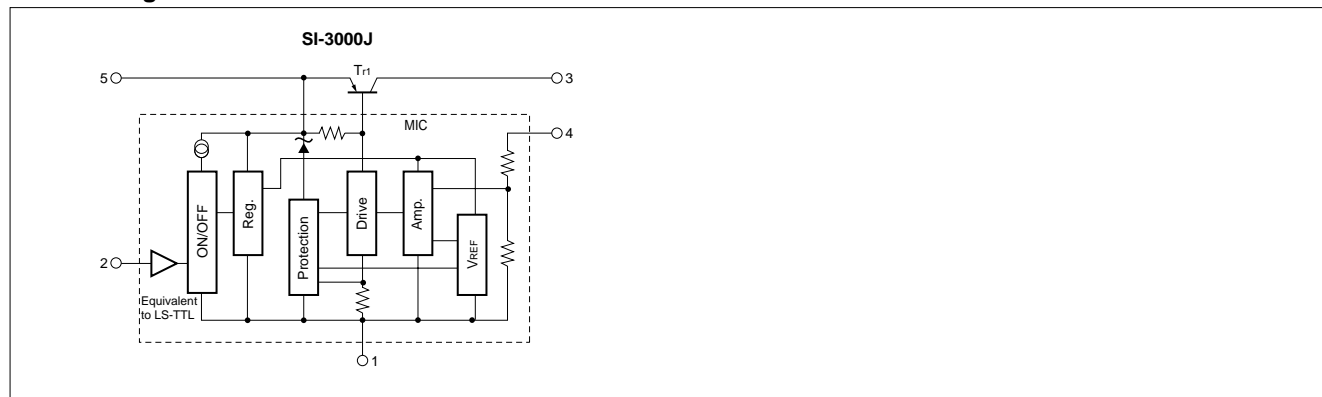 SI-3000J
5
Tr1
3
MIC
4
ON/OFF
Reg.
Protection
Drive
Amp.
VREF
2
Equivalent
to LS-TTL
1